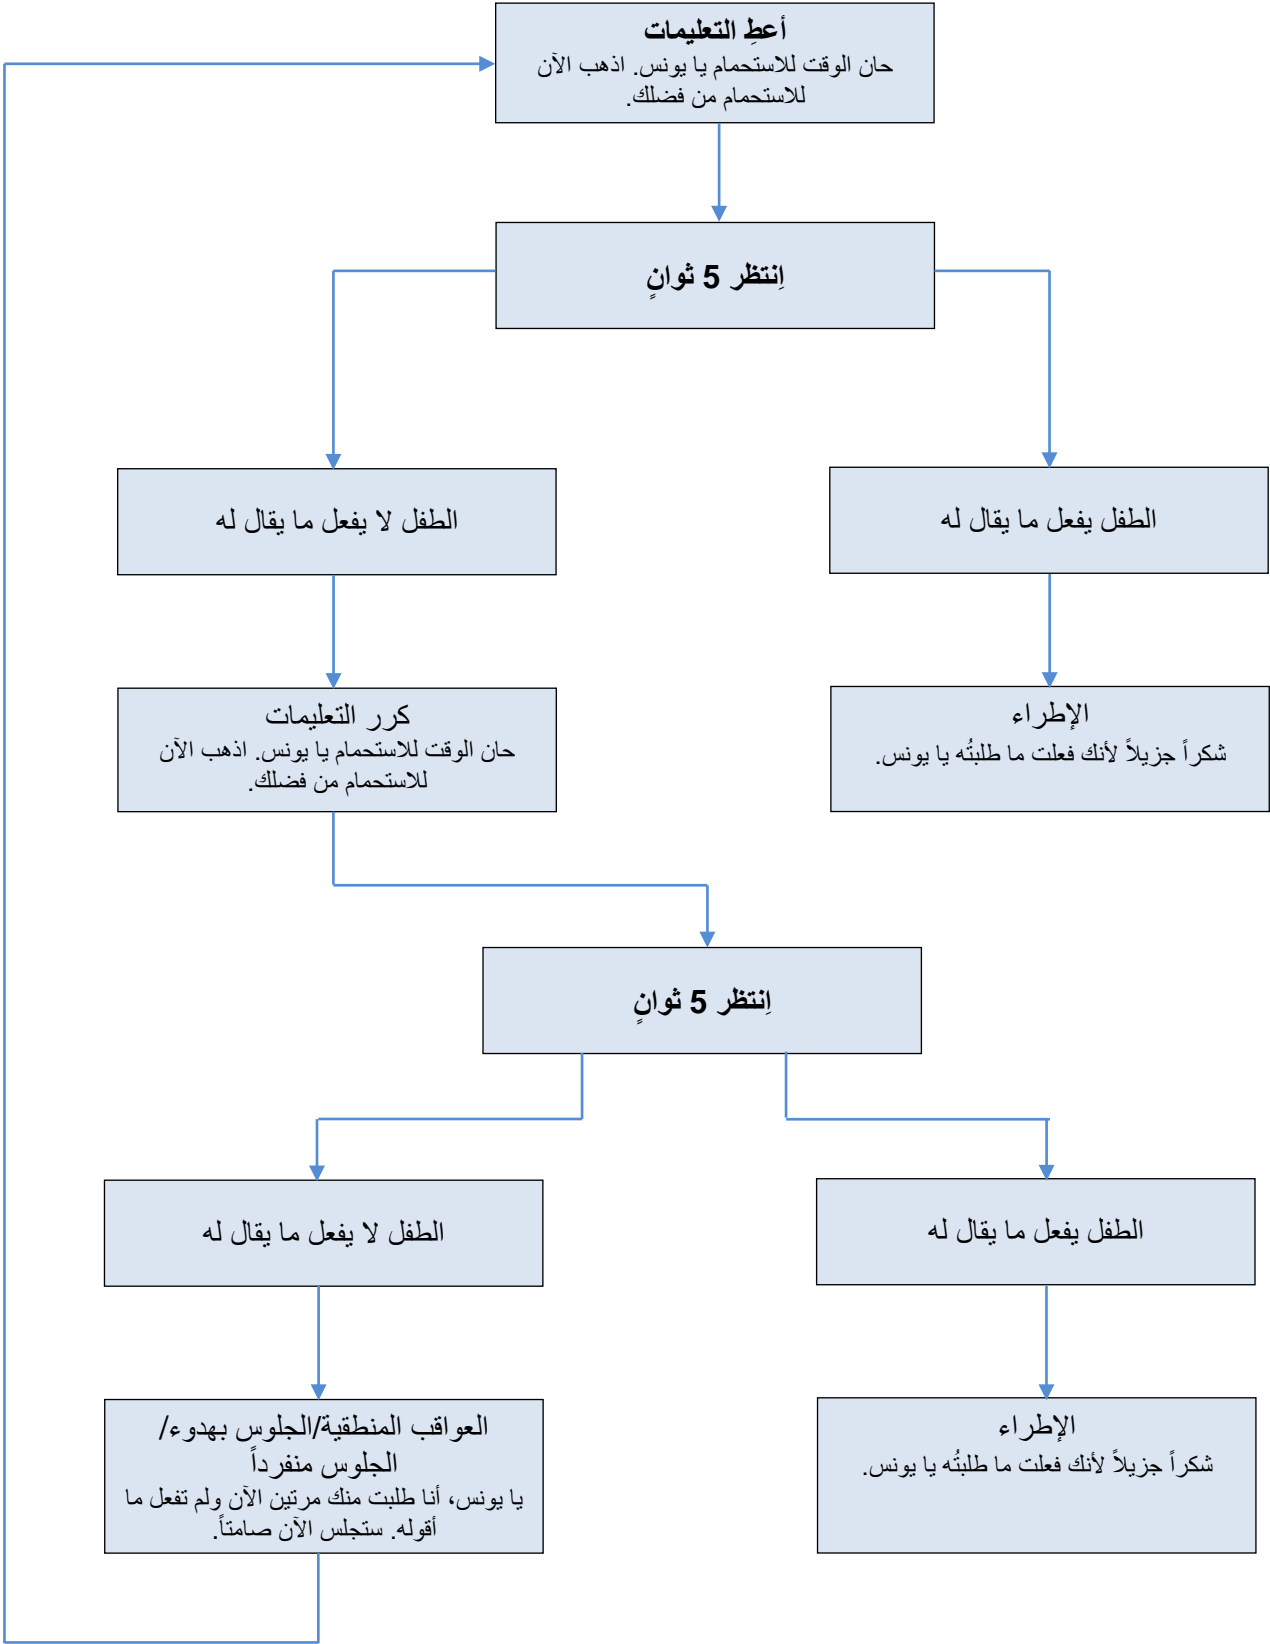 أعطِ التعليمات
حان الوقت للاستحمام يا يونس. اذهب الآن
للاستحمام من فضلك.
اِنتظر 5 ثوانٍ
الطفل يفعل ما يقال له
الطفل لا يفعل ما يقال له
الإطراء
شكراً جزيلاً لأنك فعلت ما طلبتُه يا يونس.
كرر التعليمات
حان الوقت للاستحمام يا يونس. اذهب الآن
للاستحمام من فضلك.
اِنتظر 5 ثوانٍ
الطفل يفعل ما يقال له
الطفل لا يفعل ما يقال له
الإطراء
شكراً جزيلاً لأنك فعلت ما طلبتُه يا يونس.
العواقب المنطقية/الجلوس بهدوء/
الجلوس منفرداً
يا يونس، أنا طلبت منك مرتين الآن ولم تفعل ما
أقوله. ستجلس الآن صامتاً.